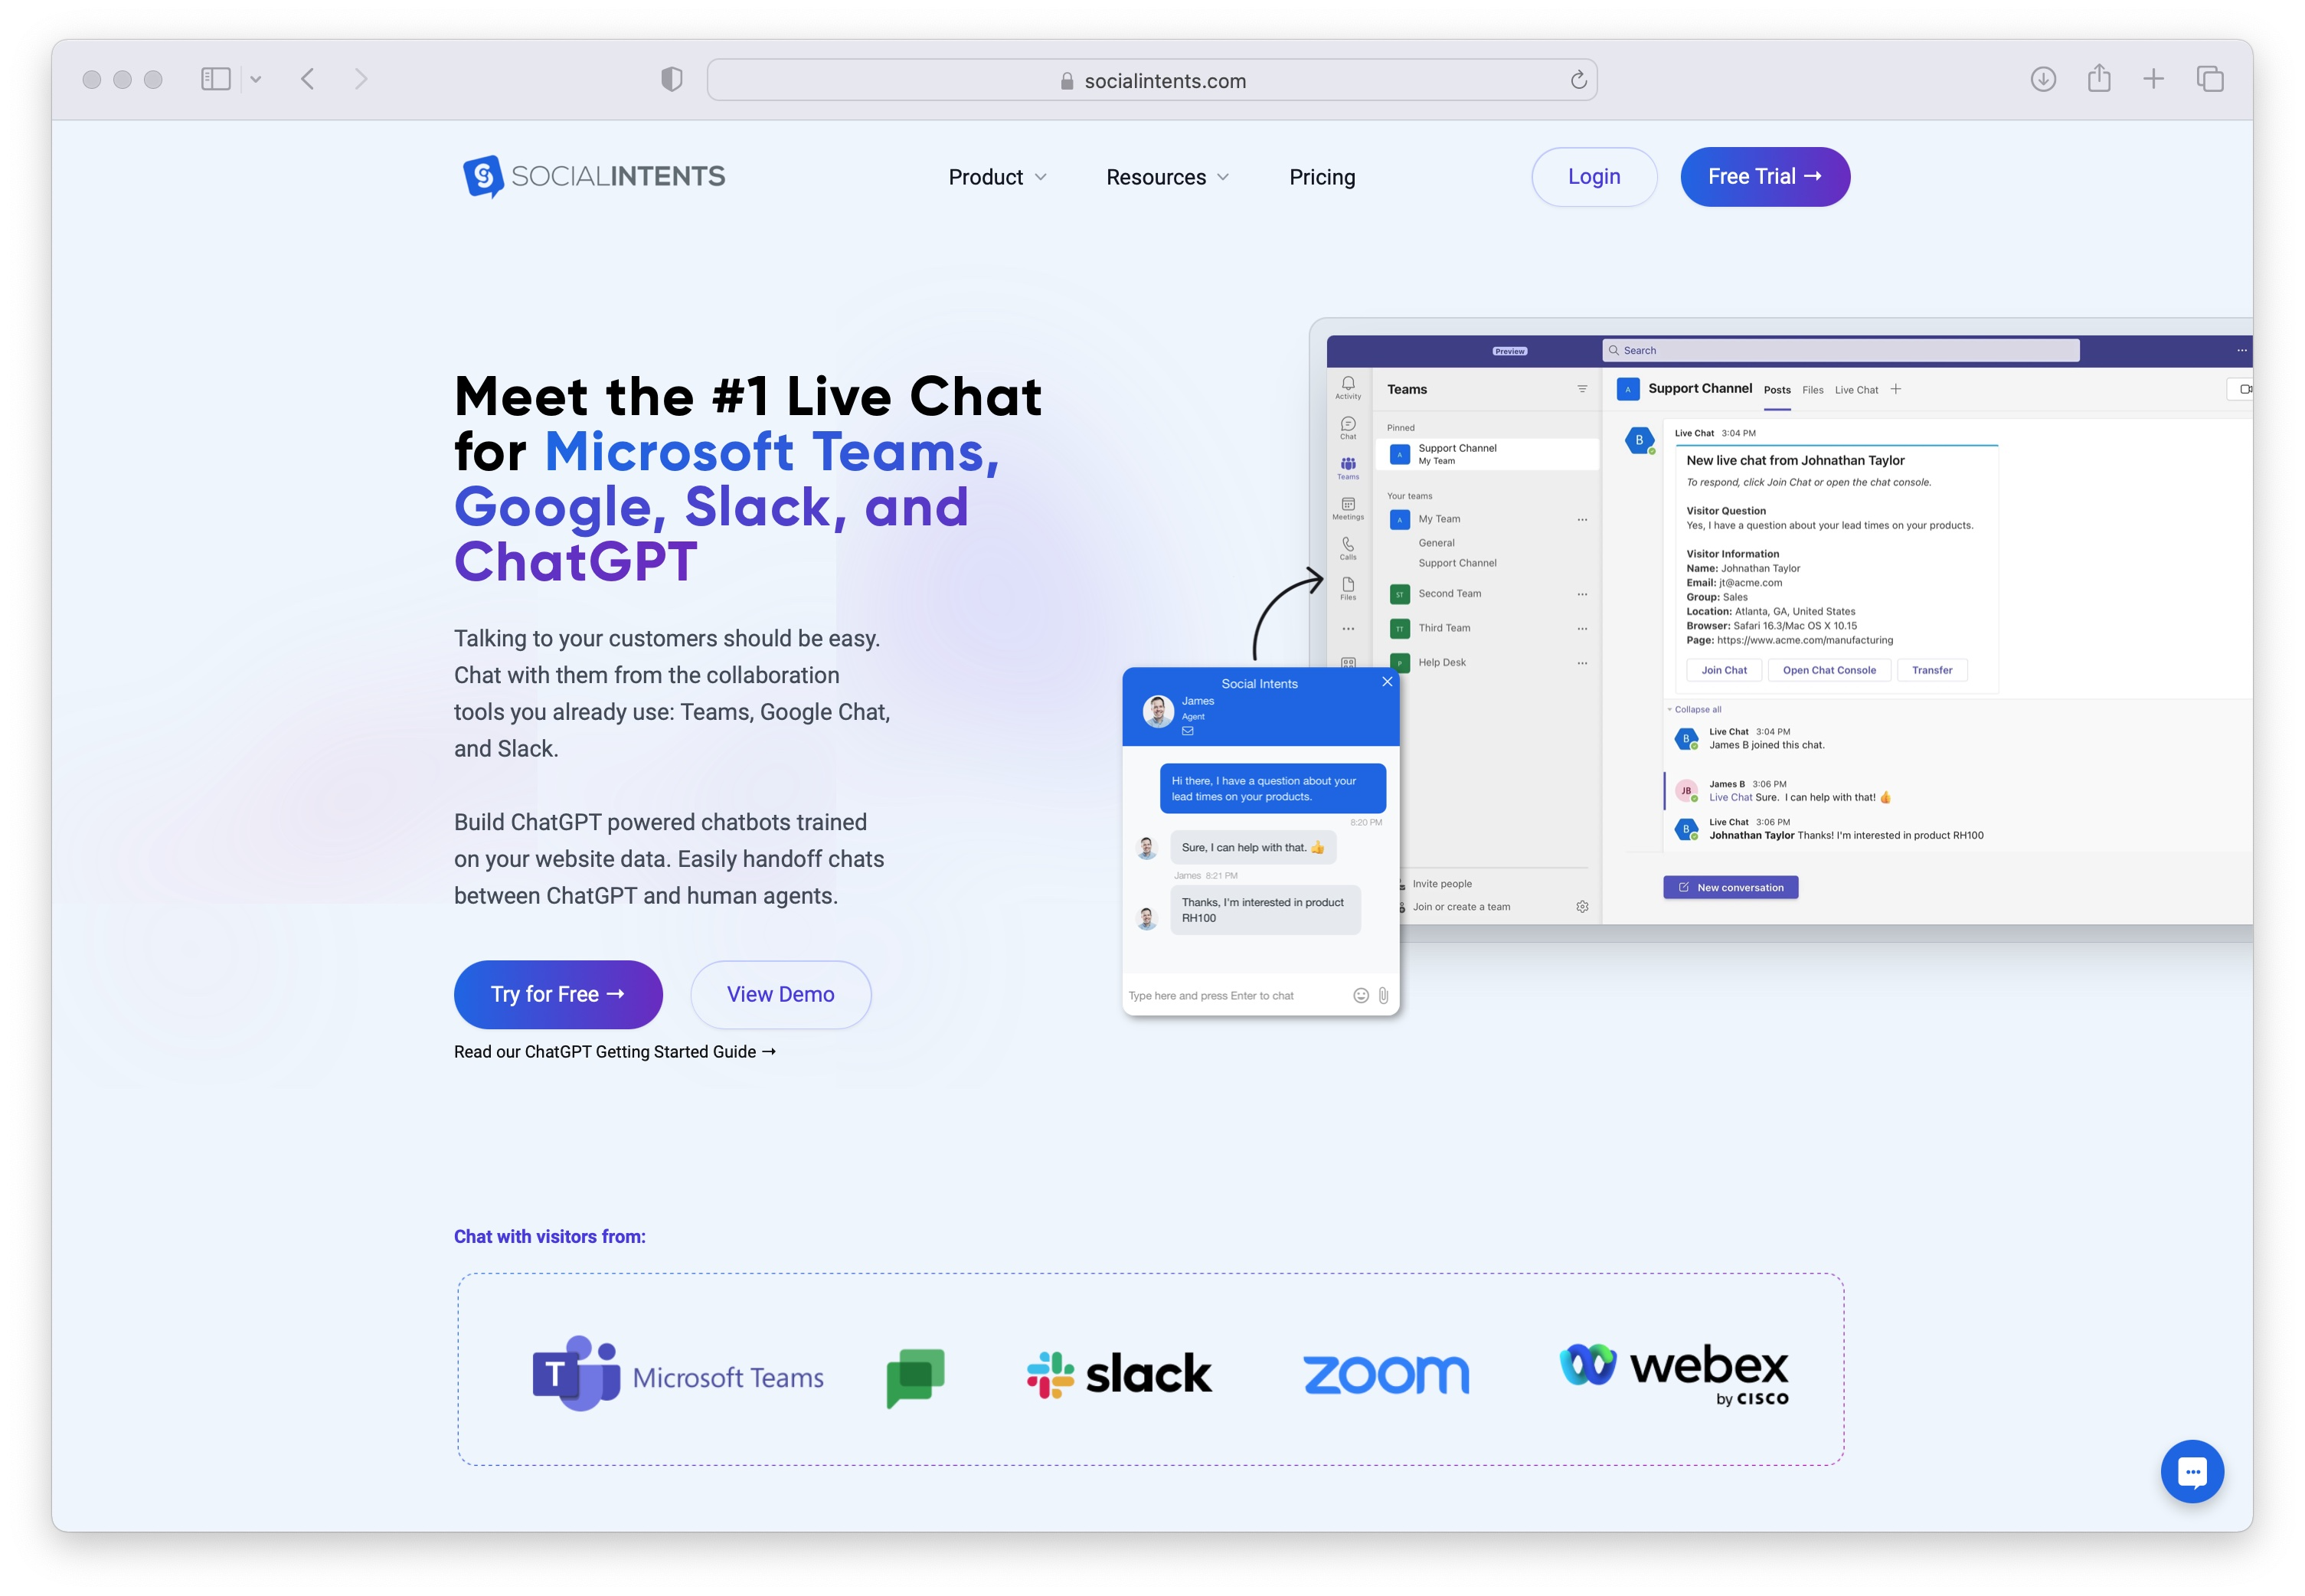 socialintents.com
SOCIALINTENTS
Product
Resources
Pricing
Login
Free Trial →
Meet the #1 Live Chat
for Microsoft Teams,
Google, Slack, and
ChatGPT
Talking to your customers should be easy.
Chat with them from the collaboration
tools you already use: Teams, Google Chat,
and Slack.
Build ChatGPT powered chatbots trained
on your website data. Easily handoff chats
between ChatGPT and human agents.
Try for Free →
View Demo
Read our ChatGPT Getting Started Guide →
Preview
Search
Activity
Chat
Teams
Meetings
Calls
Files
Teams
Pinned
A
Support Channel
My Team
Your teams
A
My Team
General
Support Channel
ST
Second Team
TT
Third Team
P
Help Desk
Invite people
Join or create a team
A
Support Channel
Posts
Files
Live Chat
B
Live Chat 3:04 PM
New live chat from Johnathan Taylor
To respond, click Join Chat or open the chat console.
Visitor Question
Yes, I have a question about your lead times on your products.
Visitor Information
Name: Johnathan Taylor
Email: jt@acme.com
Group: Sales
Location: Atlanta, GA, United States
Browser: Safari 16.3/Mac OS X 10.15
Page: https://www.acme.com/manufacturing
Join Chat
Open Chat Console
Transfer
Collapse all
B
Live Chat 3:04 PM
James B joined this chat.
JB
James B 3:06 PM
Live Chat Sure. I can help with that! 👍
B
Live Chat 3:06 PM
Johnathan Taylor Thanks! I'm interested in product RH100
New conversation
Social Intents
James
Agent
Hi there, I have a question about your
lead times on your products.
8:20 PM
Sure, I can help with that. 👍
James 8:21 PM
Thanks, I'm interested in product
RH100
Type here and press Enter to chat
Chat with visitors from:
T
Microsoft Teams
slack
zoom
webex
by CISCO